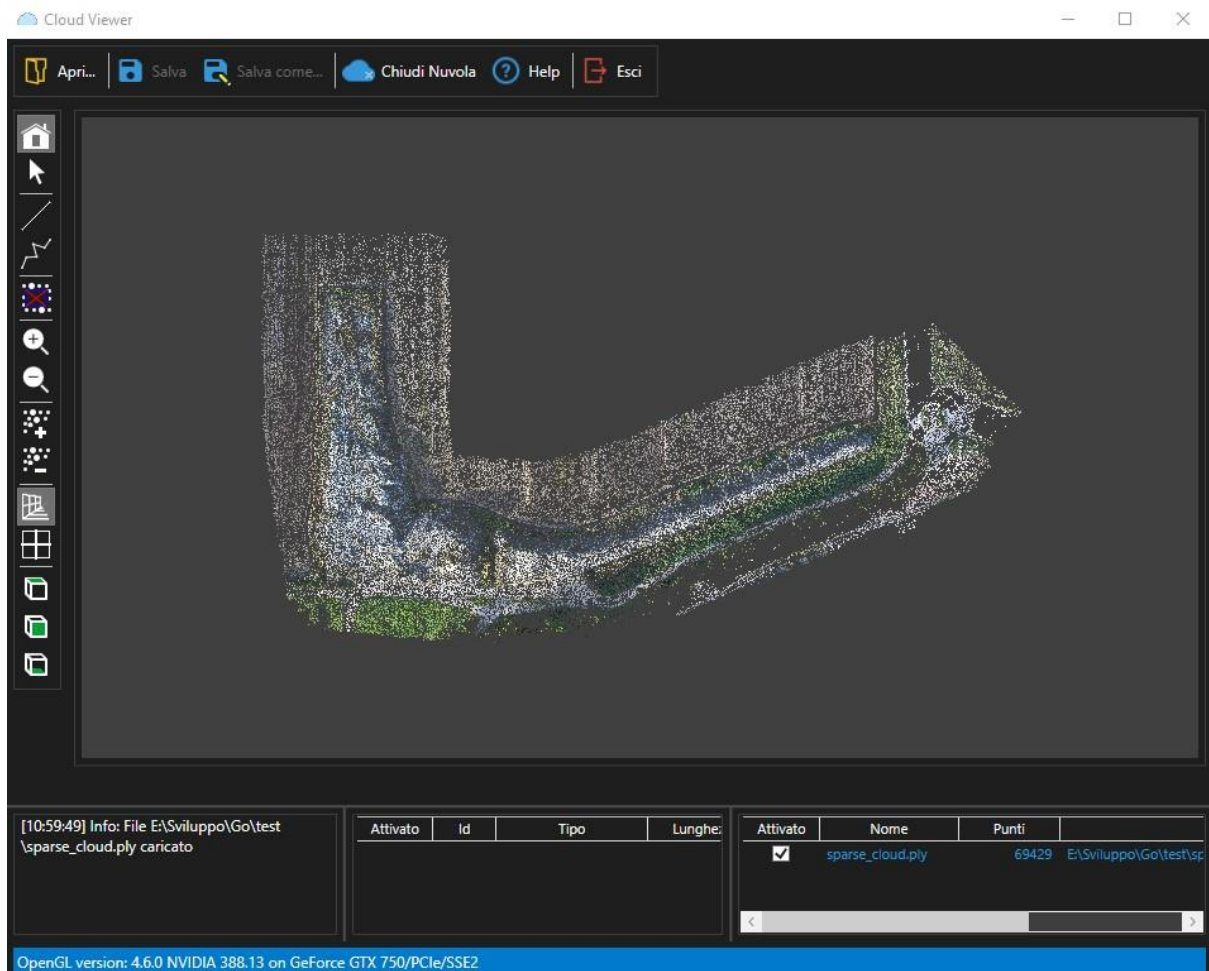 Cloud Viewer
Apri... Salva Salva come... Chiudi Nuvola Help Esci
[10:59:49] Info: File E:\Sviluppo\Go\test
\sparse_cloud.ply caricato
Attivato Id Tipo Lunghez
Attivato Nome Punti
sparse_cloud.ply 69429 E:\Sviluppo\Go\test\sp
OpenGL version: 4.6.0 NVIDIA 388.13 on GeForce GTX 750/PCIe/SSE2